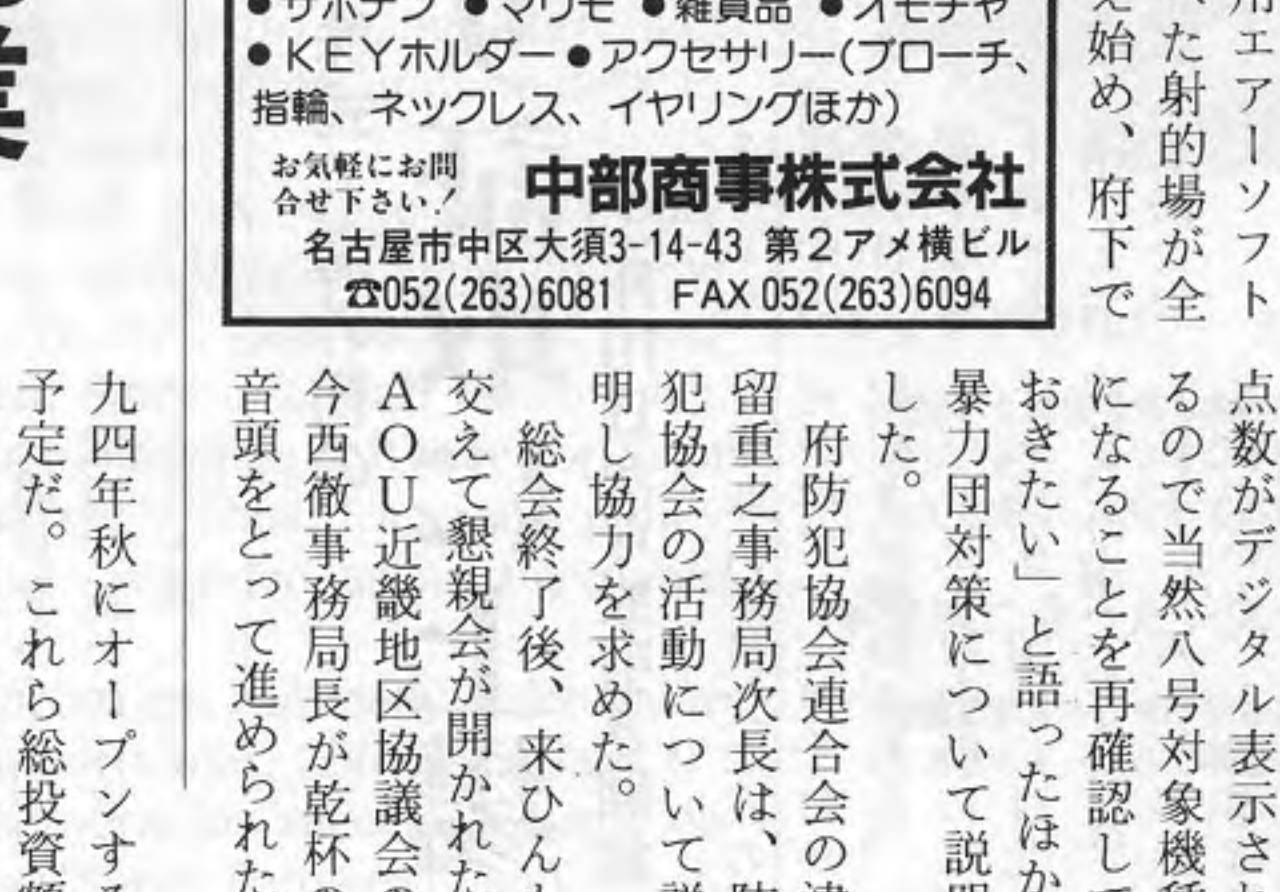 用エアーソフト
た射的場が全
え始め、府下で
●サボテン ●マリモ ●雑貨品 ●オモチャ
●KEYホルダー●アクセサリー(ブローチ、
指輪、ネックレス、イヤリングほか)
お気軽にお問
合せ下さい!
中部商事株式会社
名古屋市中区大須3-14-43 第2アメ横ビル
☎052(263)6081 FAX 052(263)6094
点数がデジタル表示さ
るので当然八号対象機
になることを再確認し
おきたい」と語ったほか
暴力団対策について説明
した。
府防犯協会連合会の
留重之事務局次長は、防
犯協会の活動について説
明し協力を求めた。
総会終了後、来ひん
交えて懇親会が開かれた
AOU近畿地区協議会の
今西徹事務局長が乾杯の
音頭をとって進められた
業
九四年秋にオープンする
予定だ。これら総投資額